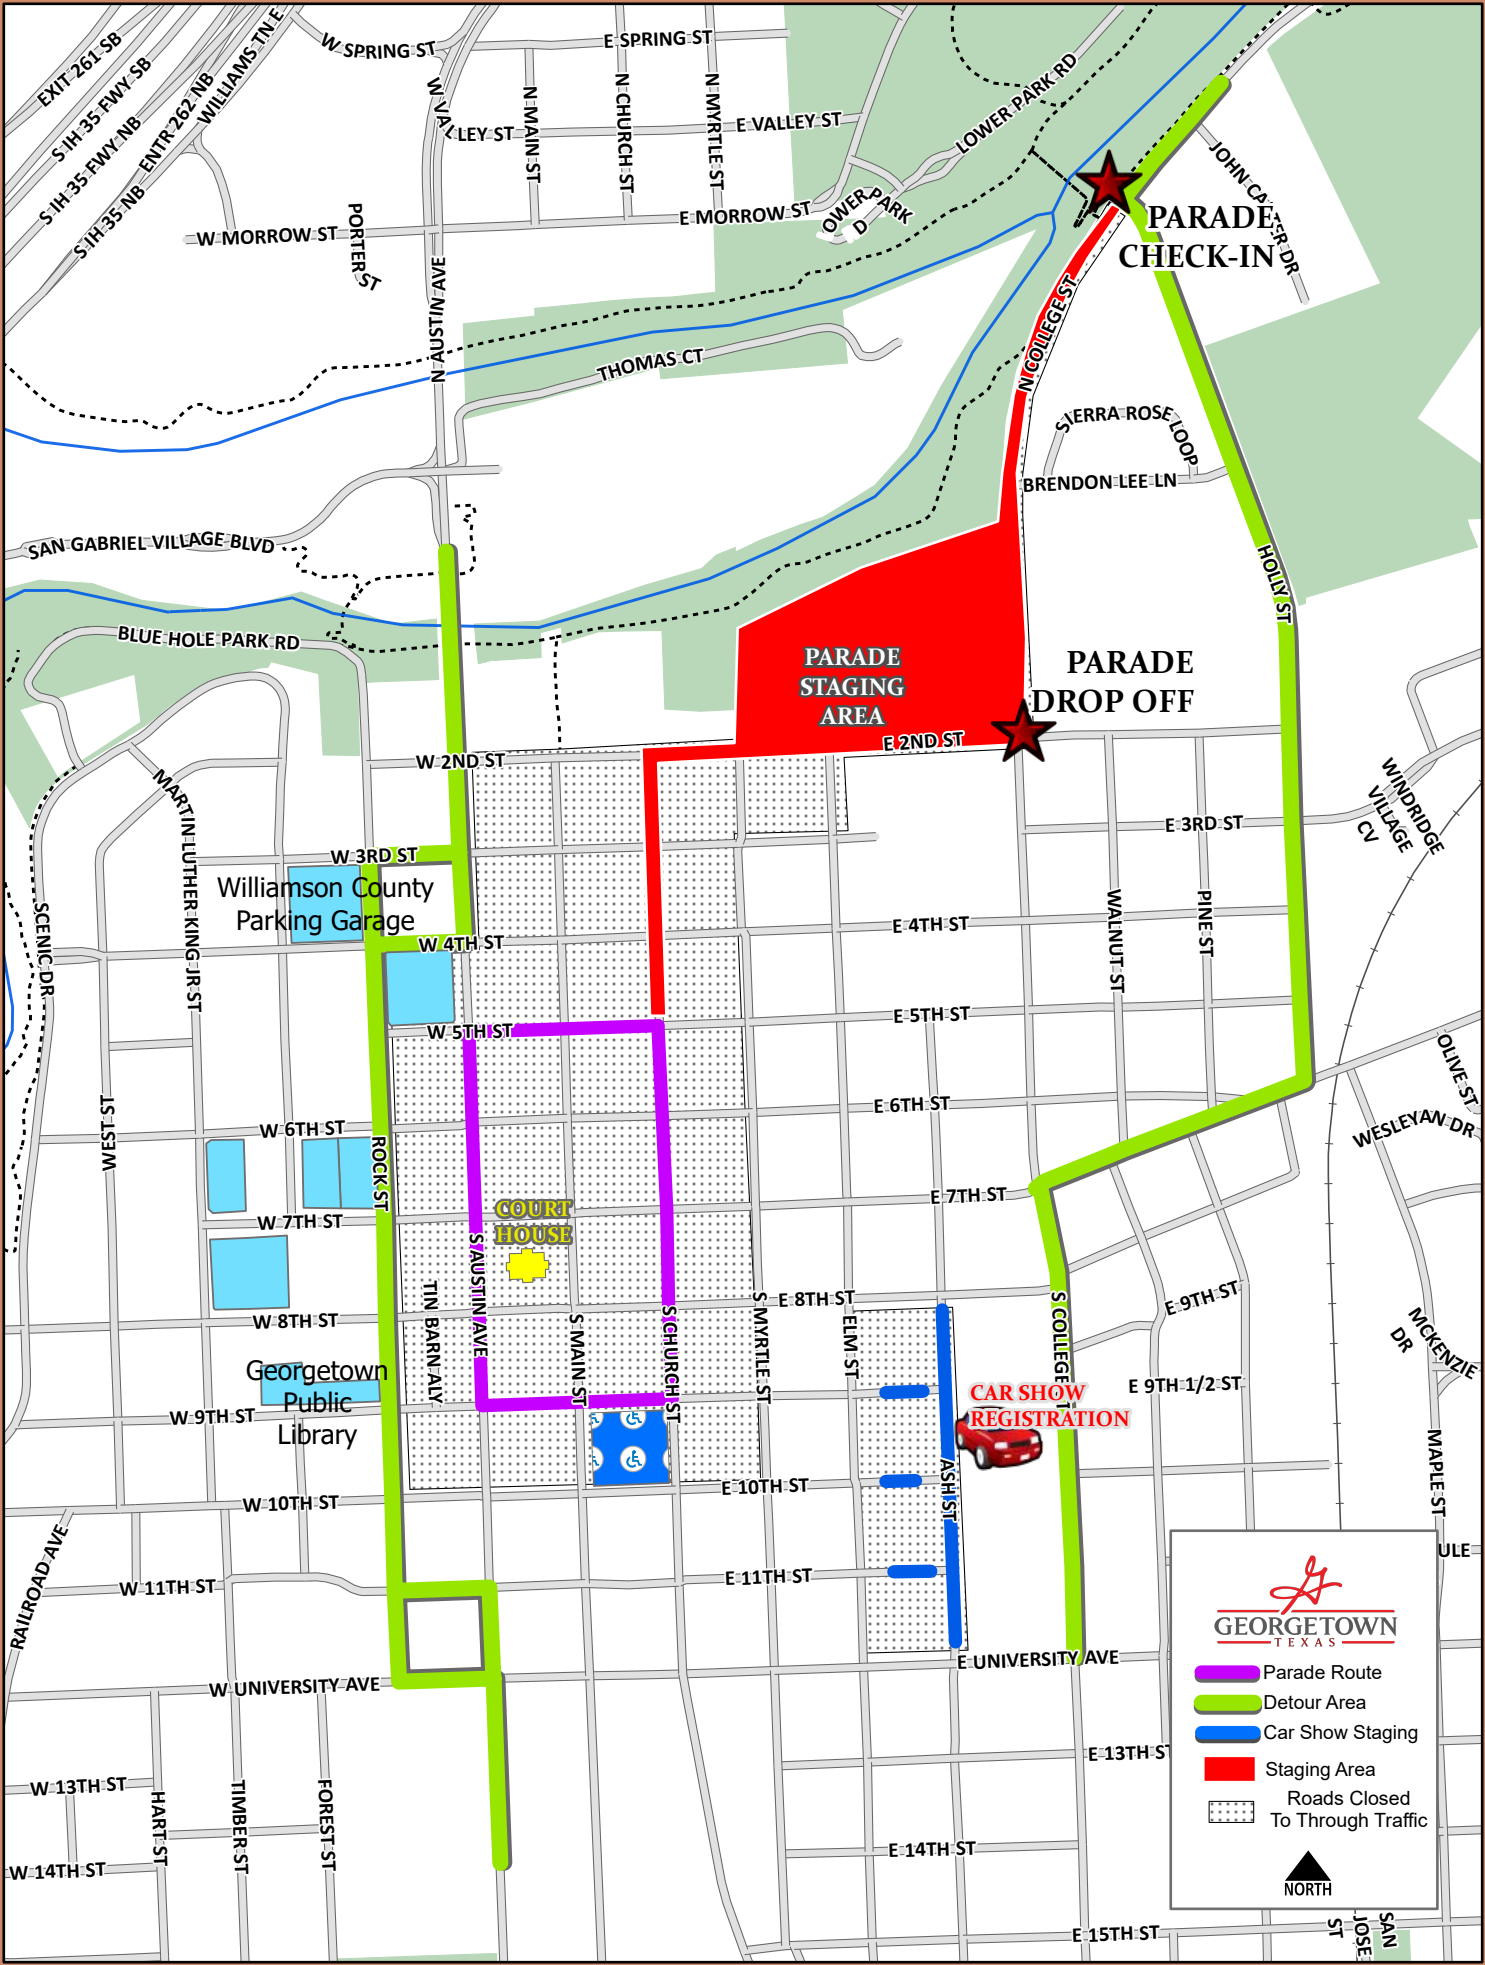 EXIT 261 SB
S IH 35 FWY SB
S IH 35 FWY NB
S IH 35 NB
ENTR 262 NB
WILLIAMS TN E
W SPRING ST
E SPRING ST
W VALLEY ST
E VALLEY ST
N MAIN ST
N CHURCH ST
N MYRTLE ST
LOWER PARK RD
OWER PARK
D
JOHN CARTER DR
W MORROW ST
E MORROW ST
PORTER ST
N AUSTIN AVE
PARADE
CHECK-IN
N COLLEGE ST
THOMAS CT
SIERRA ROSE LOOP
BRENDON LEE LN
SAN GABRIEL VILLAGE BLVD
HOLLY ST
BLUE HOLE PARK RD
PARADE
STAGING
AREA
PARADE
DROP OFF
W 2ND ST
E 2ND ST
MARTIN LUTHER KING JR ST
WINDRIDGE
VILLAGE
CV
W 3RD ST
E 3RD ST
Williamson County
Parking Garage
SCENIC DR
W 4TH ST
E 4TH ST
WALNUT ST
PINE ST
W 5TH ST
E 5TH ST
OLIVE ST
WEST ST
W 6TH ST
E 6TH ST
WESLEYAN DR
ROCK ST
W 7TH ST
E 7TH ST
COURT
HOUSE
TIN BARN ALY
S AUSTIN AVE
S MAIN ST
S CHURCH ST
S MYRTLE ST
ELM ST
S COLLEGE ST
W 8TH ST
E 8TH ST
E 9TH ST
MCKENZIE
DR
Georgetown
Public
Library
E 9TH 1/2 ST
CAR SHOW
REGISTRATION
W 9TH ST
ASH ST
MAPLE ST
W 10TH ST
E 10TH ST
RAILROAD AVE
W 11TH ST
E 11TH ST
ULE
W UNIVERSITY AVE
E UNIVERSITY AVE
W 13TH ST
E 13TH ST
HART ST
TIMBER ST
FOREST ST
W 14TH ST
E 14TH ST
E 15TH ST
SAN
JOSE
ST
GEORGETOWN
TEXAS
Parade Route
Detour Area
Car Show Staging
Staging Area
Roads Closed
To Through Traffic
NORTH